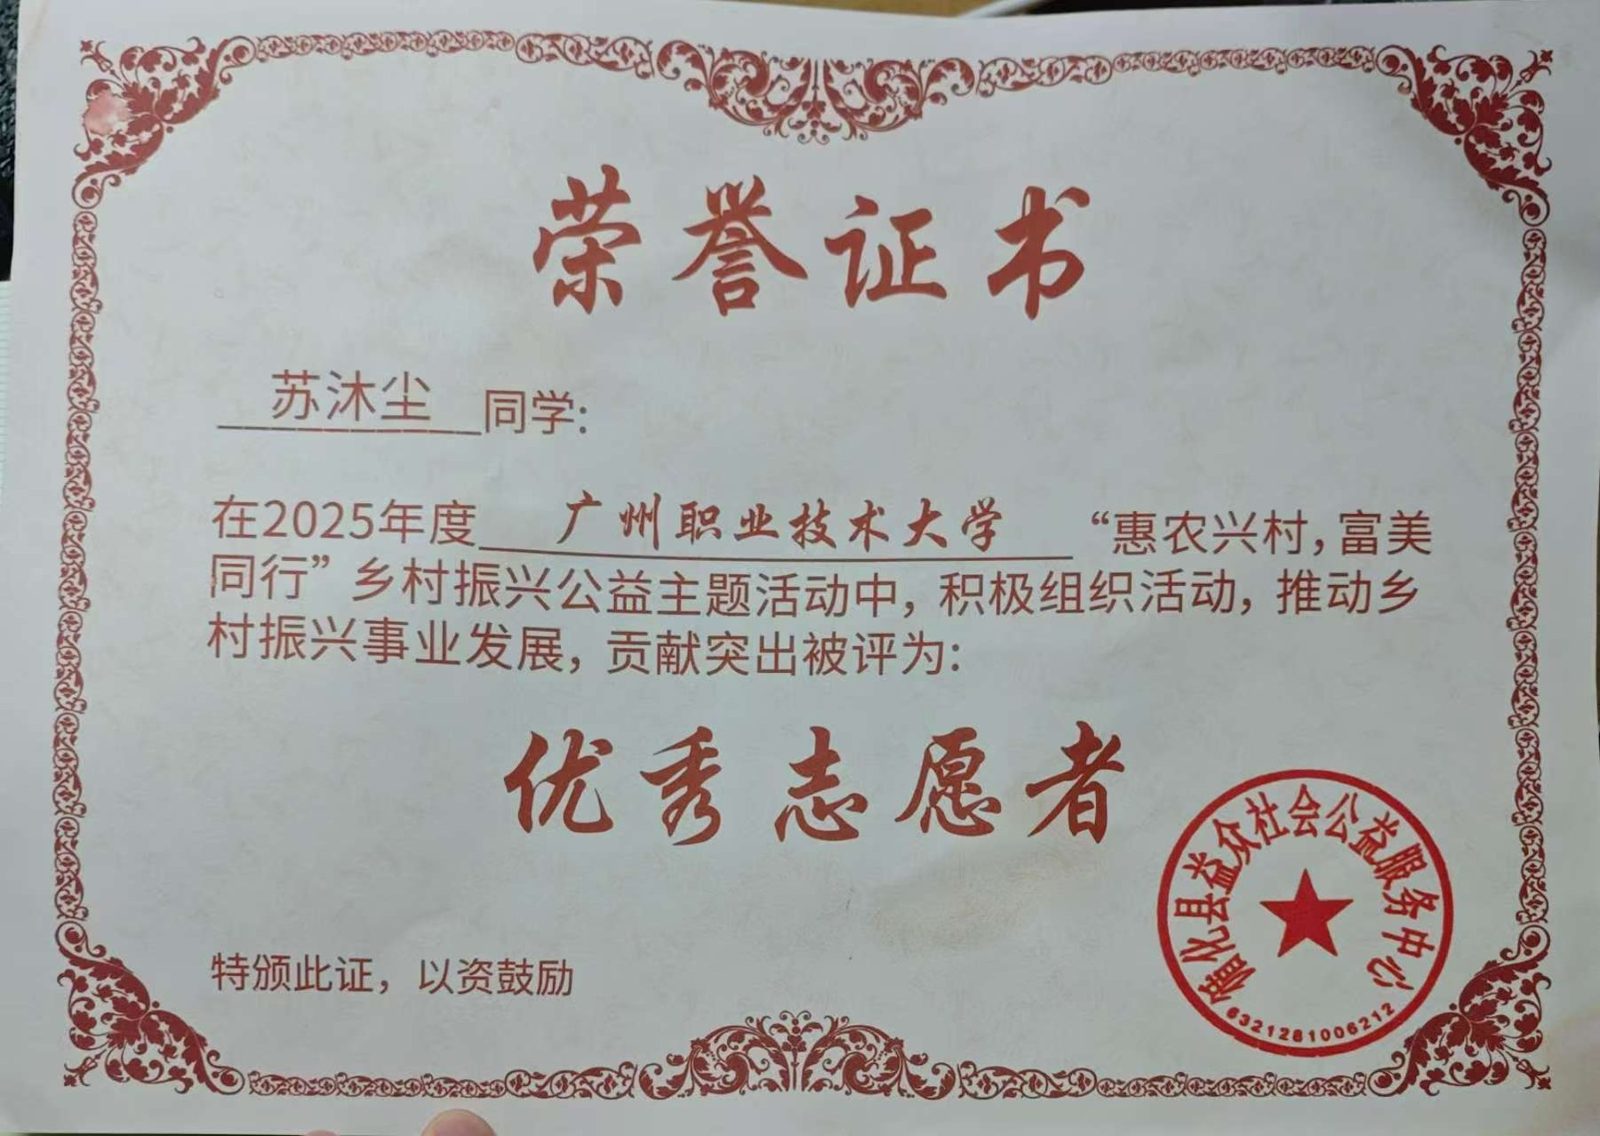 荣誉证书
苏沐尘 同学:
在2025年度 广州职业技术大学 “惠农兴村,富美
同行”乡村振兴公益主题活动中,积极组织活动,推动乡
村振兴事业发展,贡献突出被评为:
优秀志愿者
循化县益众社会公益服务中心
6321281006212
特颁此证，以资鼓励